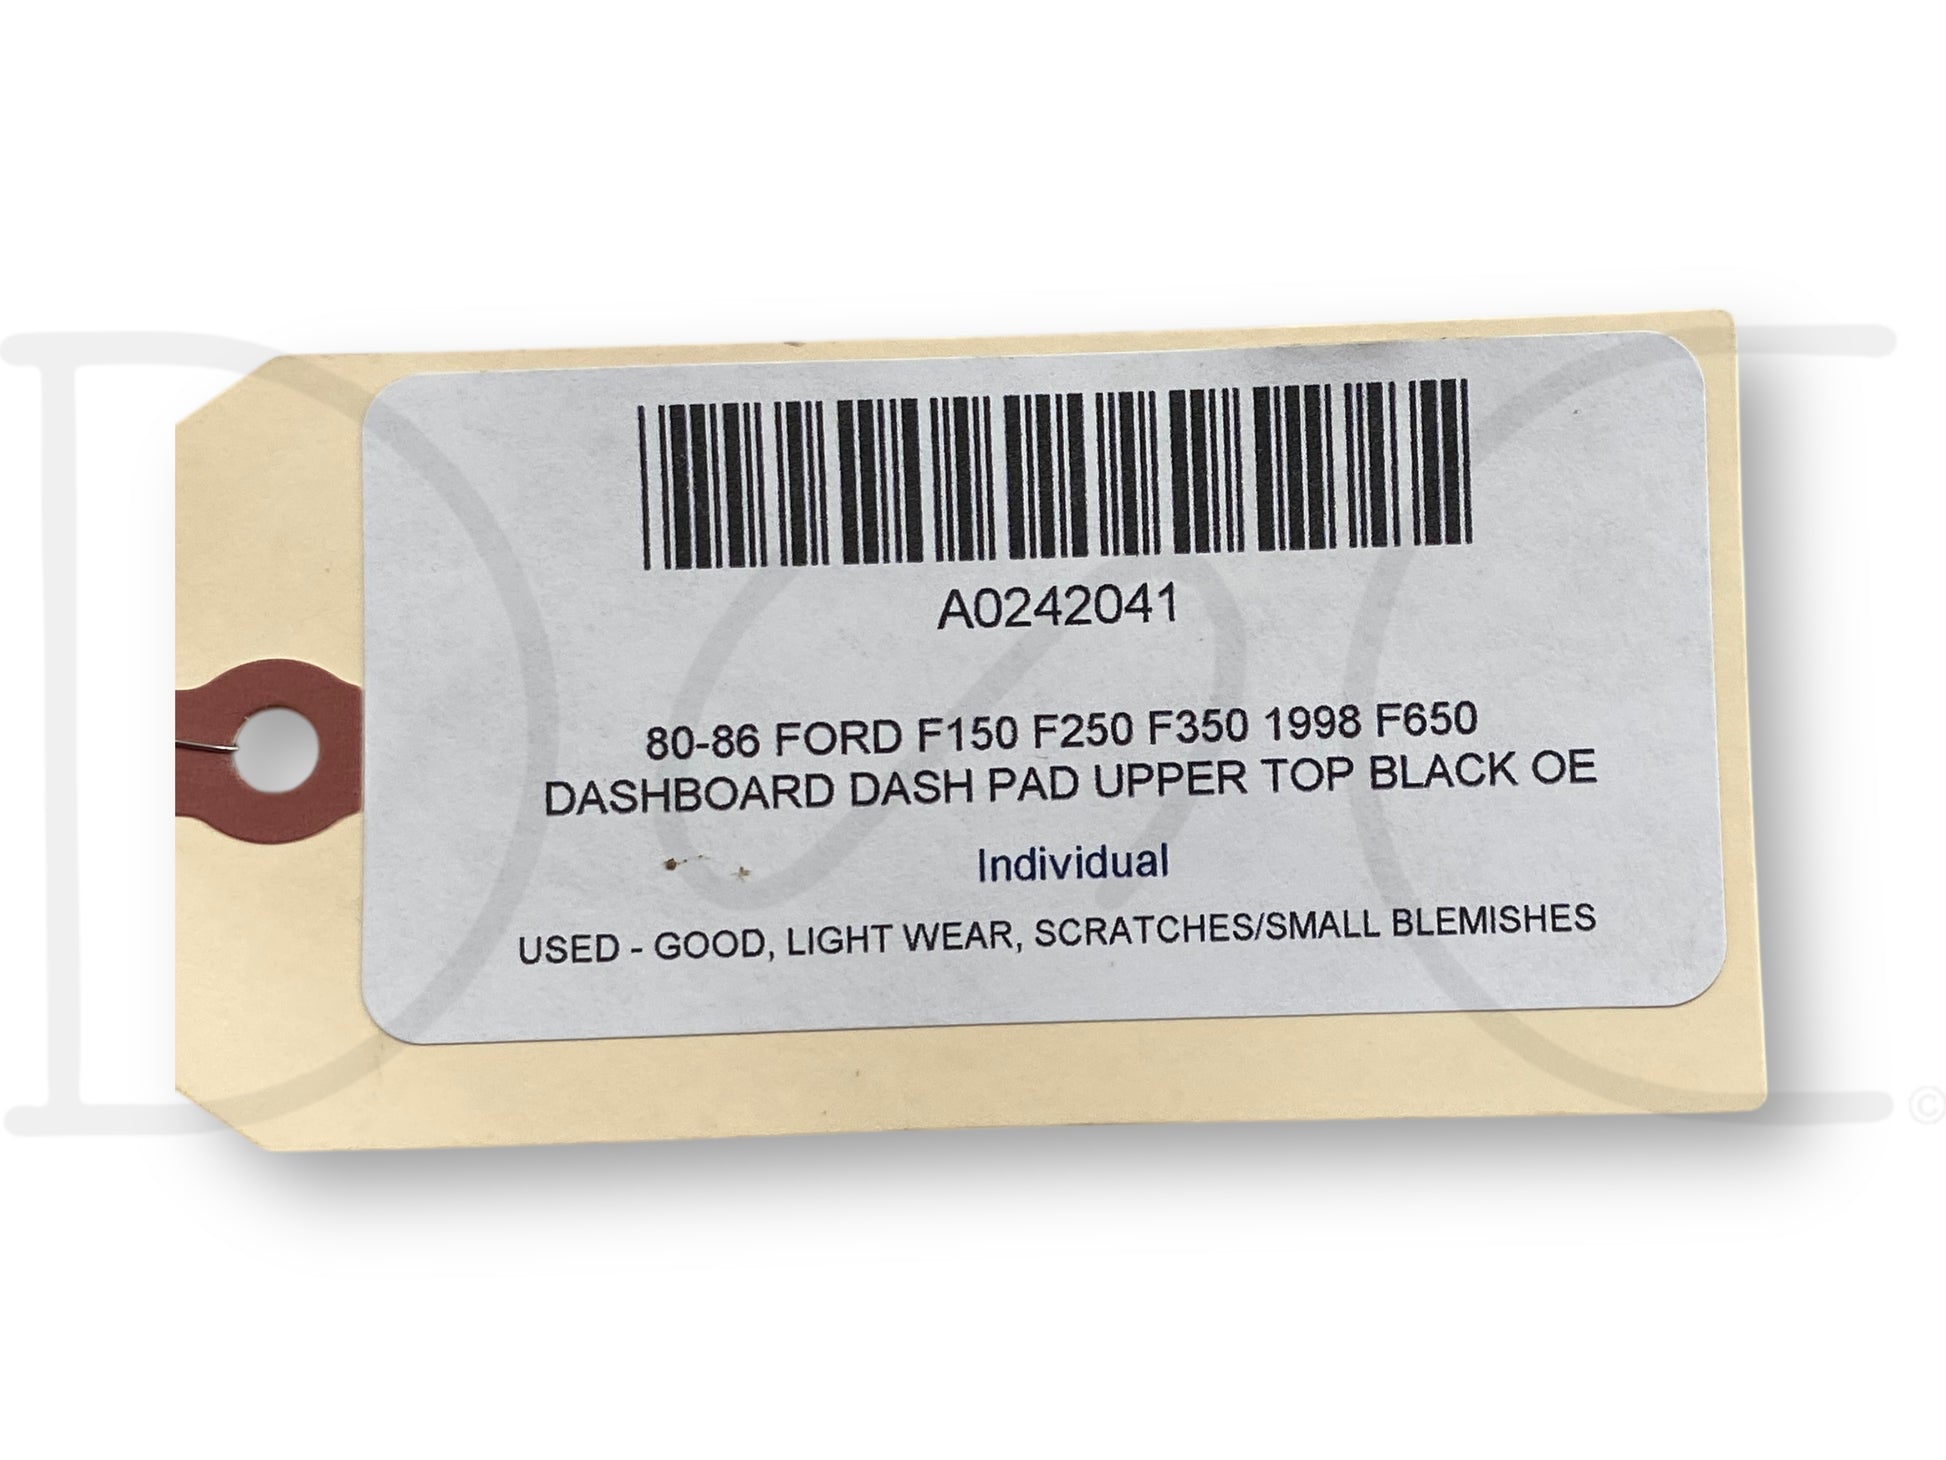 A0242041
80-86 FORD F150 F250 F350 1998 F650
DASHBOARD DASH PAD UPPER TOP BLACK OE
Individual
USED - GOOD, LIGHT WEAR, SCRATCHES/SMALL BLEMISHES
©